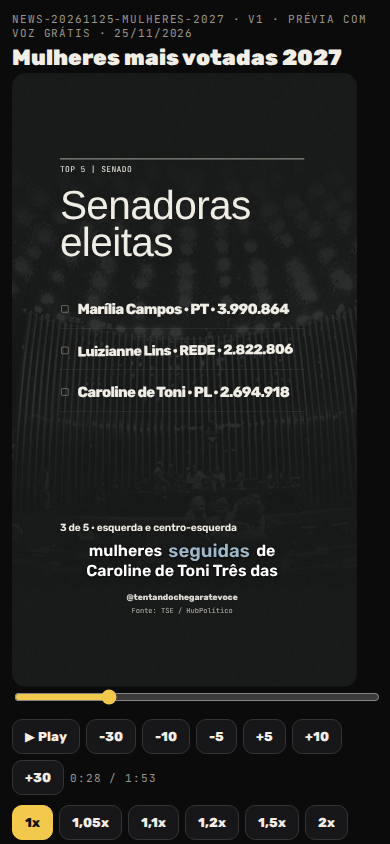 NEWS-20261125-MULHERES-2027 · V1 · PRÉVIA COM
VOZ GRÁTIS · 25/11/2026
Mulheres mais votadas 2027
TOP 5 | SENADO
Senadoras
eleitas
Marília Campos • PT • 3.990.864
Luizianne Lins • REDE • 2.822.806
Caroline de Toni • PL • 2.694.918
3 de 5 • esquerda e centro-esquerda
mulheres seguidas de
Caroline de Toni Três das
@tentandochegaratevoce
Fonte: TSE / HubPolítico
▶ Play -30 -10 -5 +5 +10
+30 0:28 / 1:53
1x 1,05x 1,1x 1,2x 1,5x 2x